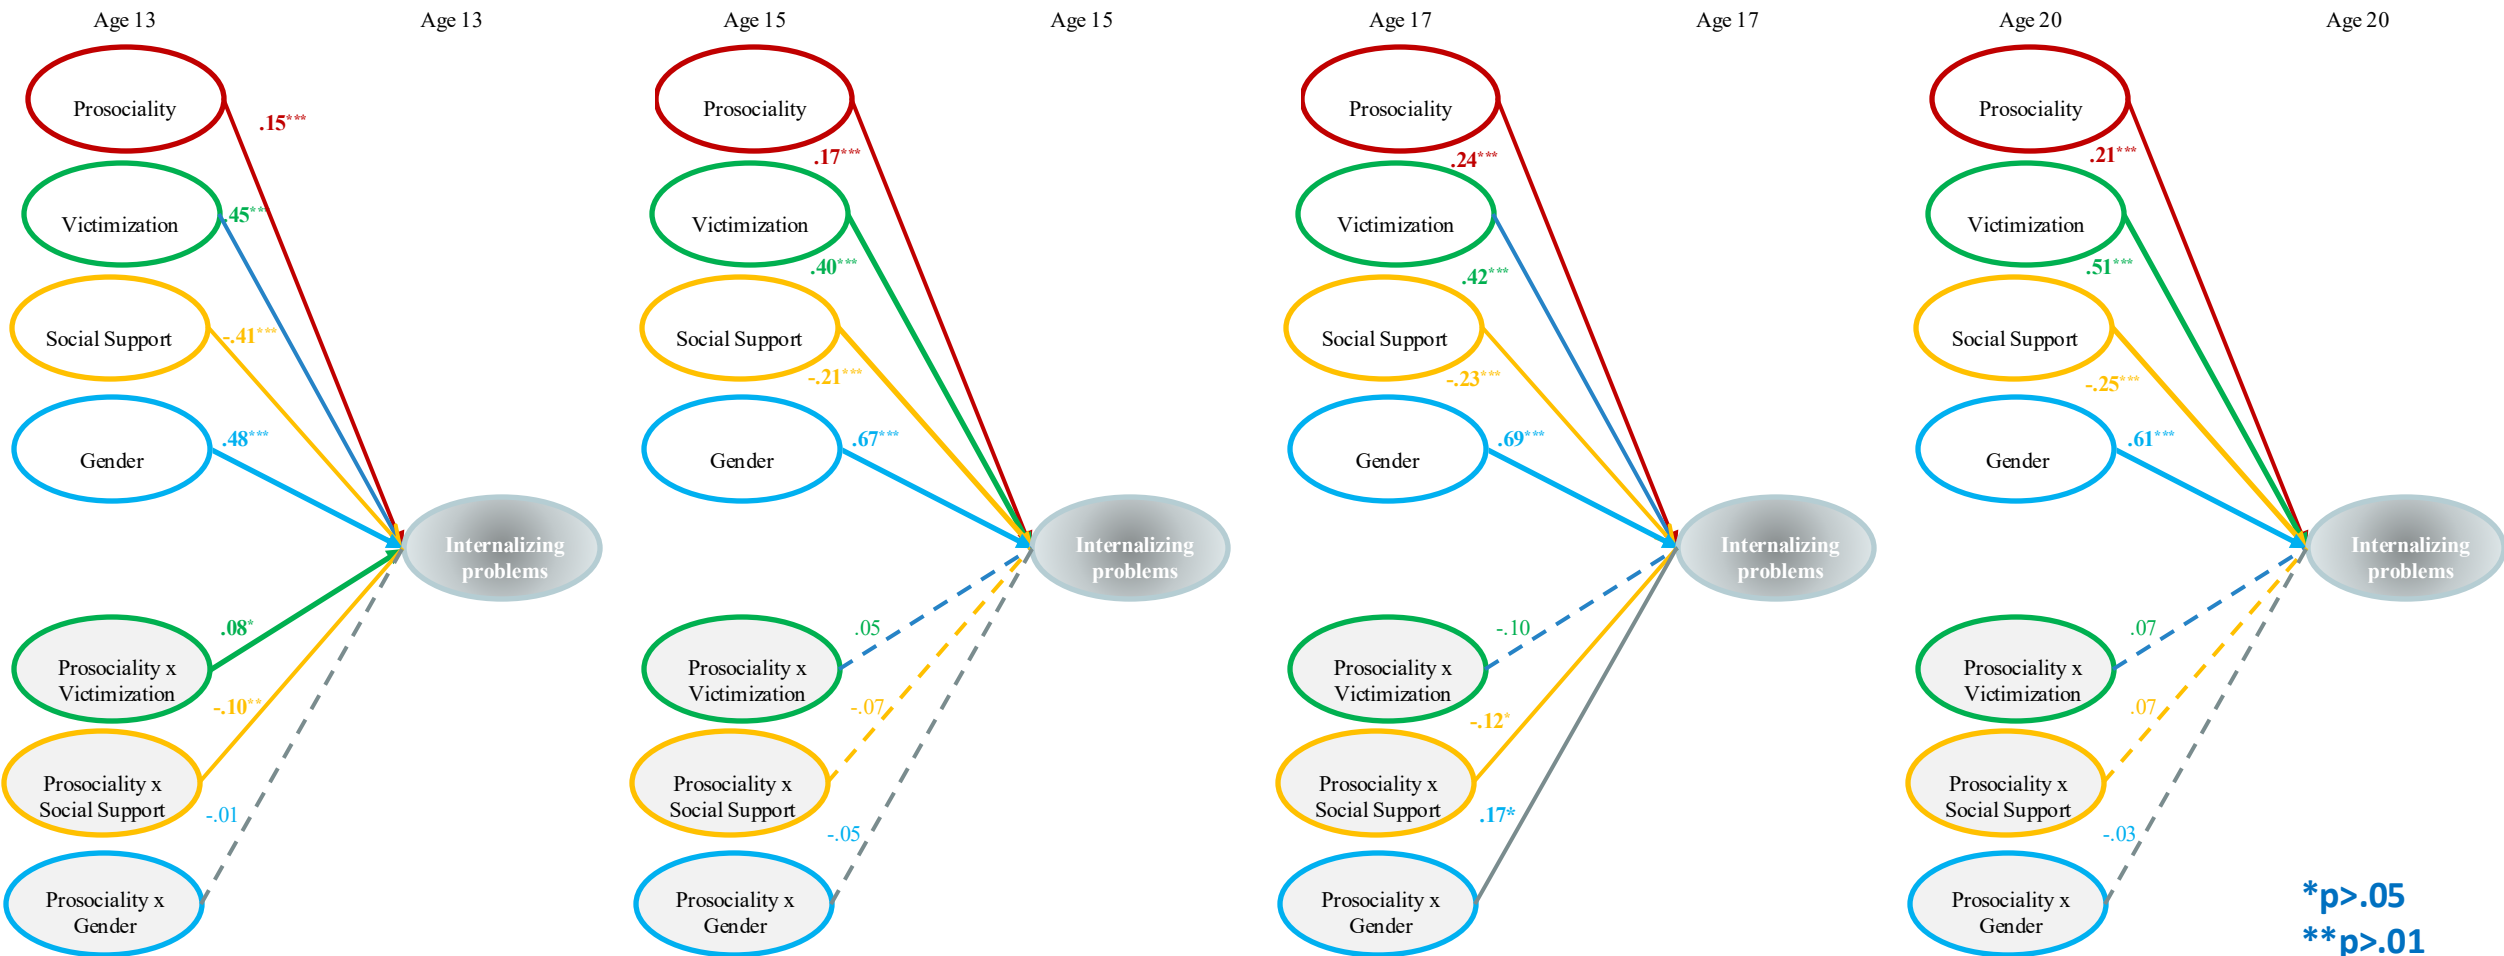 Age 13
Age 13
Age 15
Age 15
Age 17
Age 17
Age 20
Age 20
Prosociality
.15***
Victimization
.45***
Social Support
-.41***
Gender
.48***
Internalizing
problems
Prosociality x
Victimization
.08*
Prosociality x
Social Support
-.10**
Prosociality x
Gender
-.01
Prosociality
.17***
Victimization
.40***
Social Support
-.21***
Gender
.67***
Internalizing
problems
Prosociality x
Victimization
.05
Prosociality x
Social Support
-.07
Prosociality x
Gender
-.05
Prosociality
.24***
Victimization
.42***
Social Support
-.23***
Gender
.69***
Internalizing
problems
Prosociality x
Victimization
-.10
Prosociality x
Social Support
-.12*
Prosociality x
Gender
.17*
Prosociality
.21***
Victimization
.51***
Social Support
-.25***
Gender
.61***
Internalizing
problems
Prosociality x
Victimization
.07
Prosociality x
Social Support
.07
Prosociality x
Gender
-.03
*p>.05
**p>.01